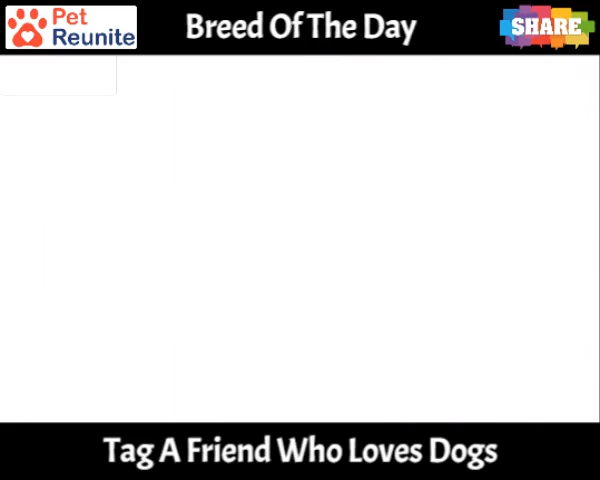 Pet
Reunite
Breed Of The Day
SHARE
Tag A Friend Who Loves Dogs